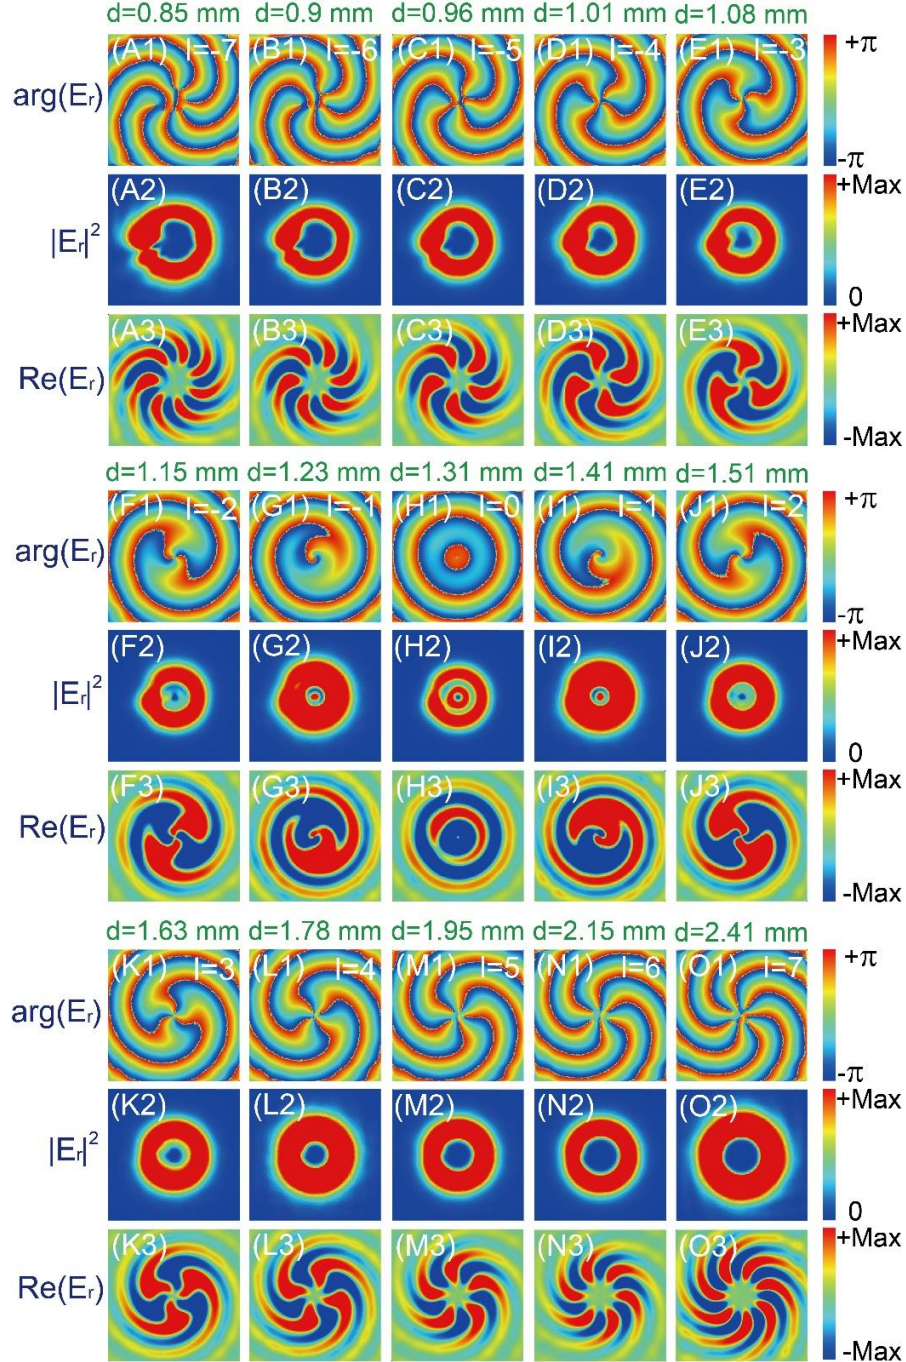 d=0.85 mm d=0.9 mm d=0.96 mm d=1.01 mm d=1.08 mm
(A1) l=-7 (B1) l=-6 (C1) l=-5 (D1) l=-4 (E1) l=-3 +π
arg(Eᵣ)
-π
(A2) (B2) (C2) (D2) (E2) +Max
|Eᵣ|²
0
(A3) (B3) (C3) (D3) (E3) +Max
Re(Eᵣ)
-Max
d=1.15 mm d=1.23 mm d=1.31 mm d=1.41 mm d=1.51 mm
(F1) l=-2 (G1) l=-1 (H1) l=0 (I1) l=1 (J1) l=2 +π
arg(Eᵣ)
-π
(F2) (G2) (H2) (I2) (J2) +Max
|Eᵣ|²
0
(F3) (G3) (H3) (I3) (J3) +Max
Re(Eᵣ)
-Max
d=1.63 mm d=1.78 mm d=1.95 mm d=2.15 mm d=2.41 mm
(K1) l=3 (L1) l=4 (M1) l=5 (N1) l=6 (O1) l=7 +π
arg(Eᵣ)
-π
(K2) (L2) (M2) (N2) (O2) +Max
|Eᵣ|²
0
(K3) (L3) (M3) (N3) (O3) +Max
Re(Eᵣ)
-Max